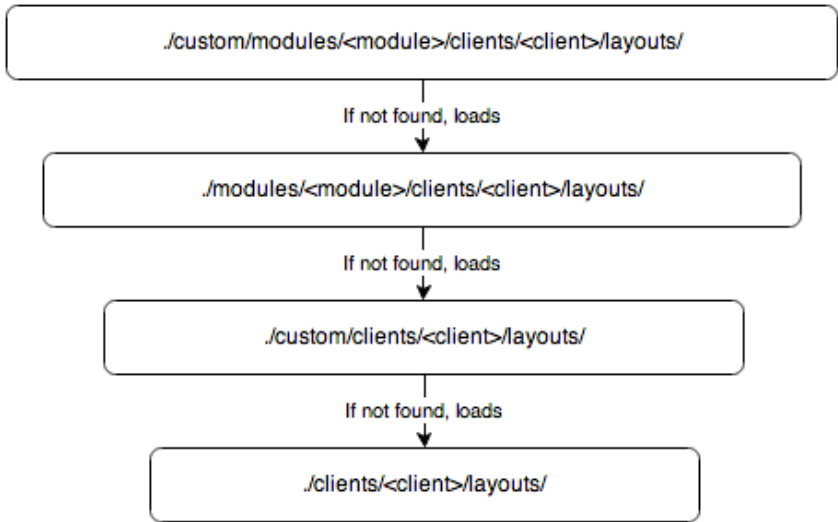 ./custom/modules/<module>/clients/<client>/layouts/
If not found, loads
./modules/<module>/clients/<client>/layouts/
If not found, loads
./custom/clients/<client>/layouts/
If not found, loads
./clients/<client>/layouts/